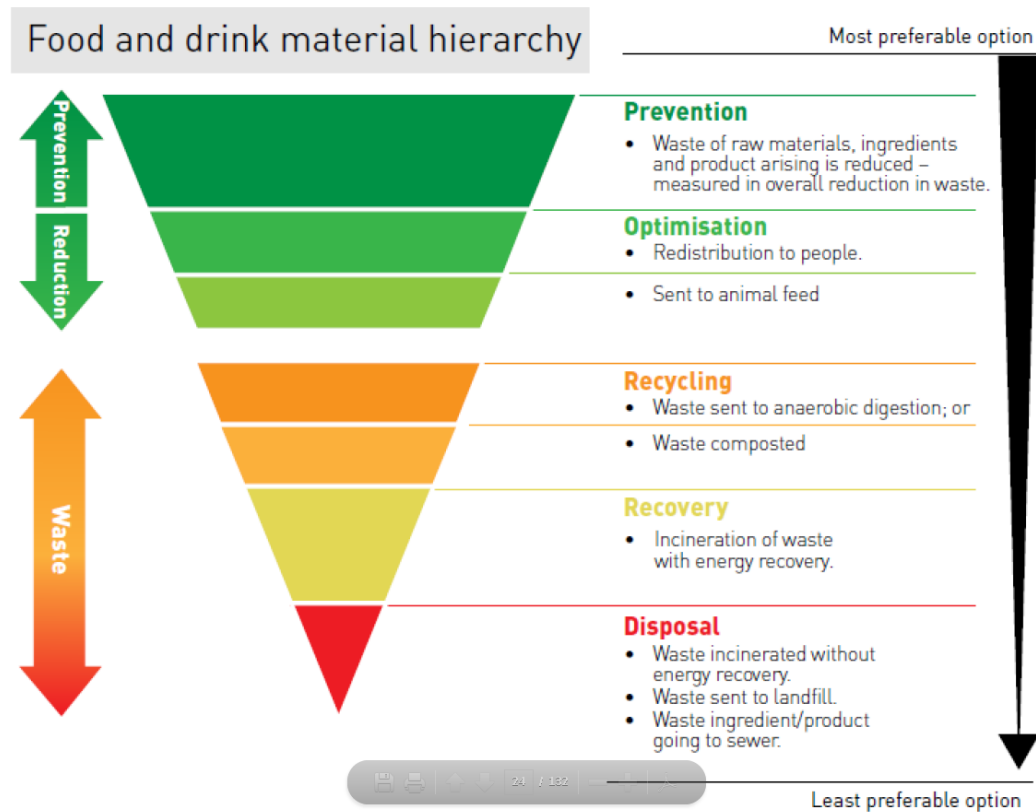 Food and drink material hierarchy
Most preferable option
Prevention
Reduction
Waste
Prevention
• Waste of raw materials, ingredients
and product arising is reduced –
measured in overall reduction in waste.
Optimisation
• Redistribution to people.
• Sent to animal feed
Recycling
• Waste sent to anaerobic digestion; or
• Waste composted
Recovery
• Incineration of waste
with energy recovery.
Disposal
• Waste incinerated without
energy recovery.
• Waste sent to landfill.
• Waste ingredient/product
going to sewer.
24 / 132
Least preferable option